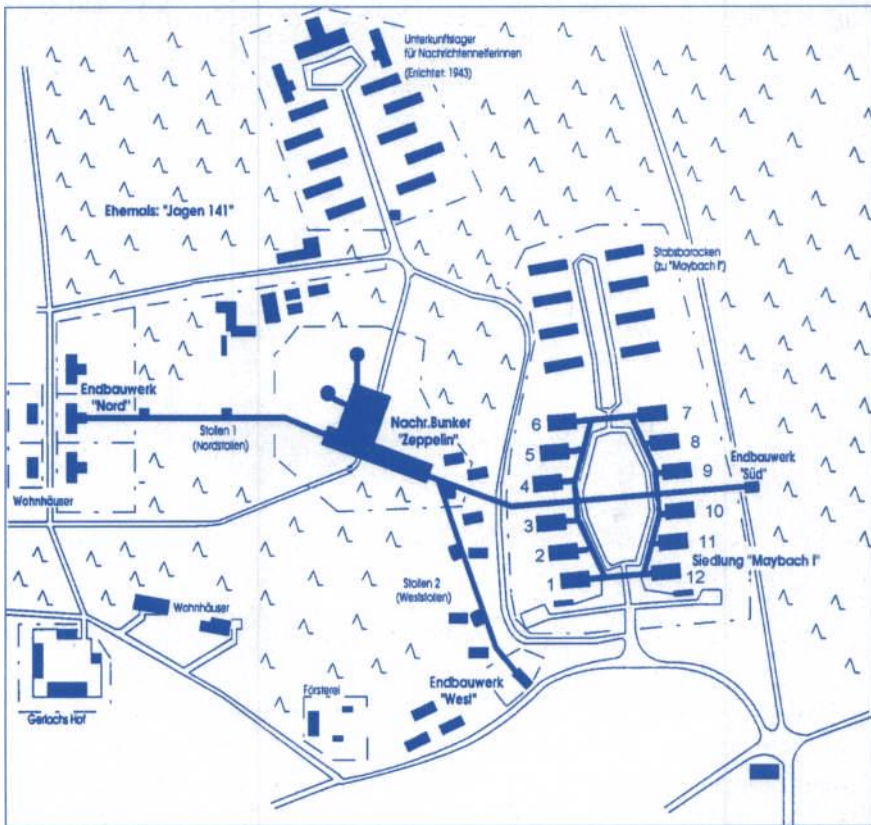 Unterkunftslager
für Nachrichtenhelferinnen
(Errichtet: 1943)
Ehemals: "Jagen 141"
Stabsbaracken
(zu "Maybach I")
Endbauwerk
"Nord"
Stollen 1
(Nordstollen)
Nachr.Bunker
"Zeppelin"
6
7
5
8
4
9
Endbauwerk
"Süd"
3
10
2
11
Siedlung "Maybach I"
1
12
Wohnhäuser
Stollen 2
(Weststollen)
Wohnhäuser
Endbauwerk
"West"
Försterei
Gerlachs Hof